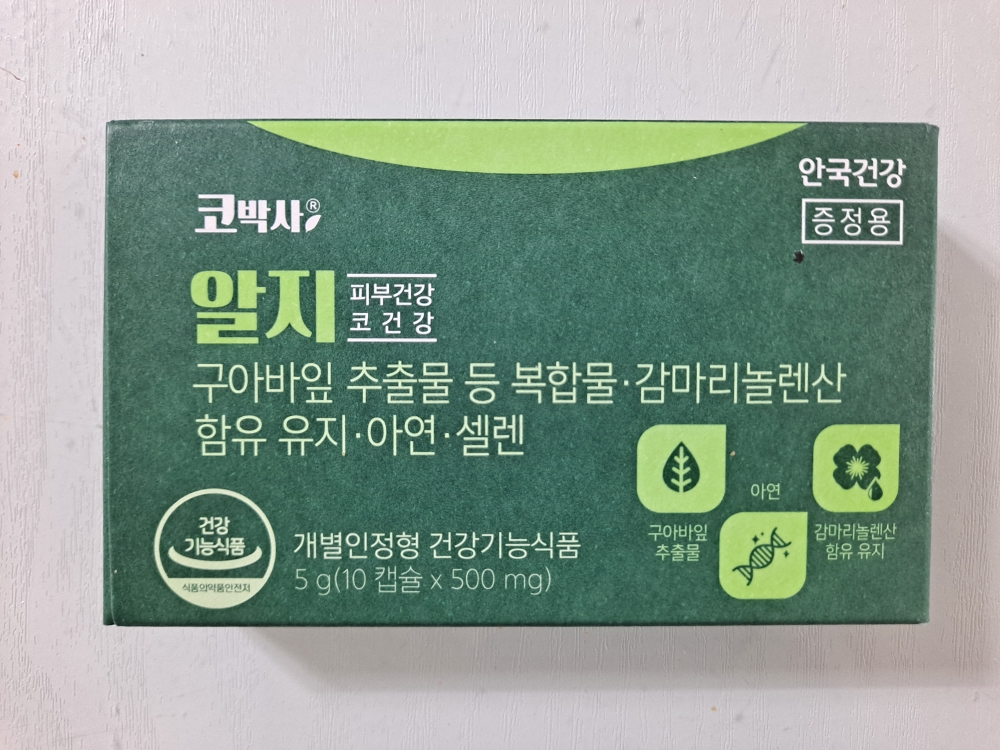 안국건강
증정용
코박사®
알지
피부건강
코 건 강
구아바잎 추출물 등 복합물·감마리놀렌산
함유 유지·아연·셀렌
구아바잎
추출물
아연
감마리놀렌산
함유 유지
건강
기능식품
식품의약품안전처
개별인정형 건강기능식품
5 g(10 캡슐 x 500 mg)